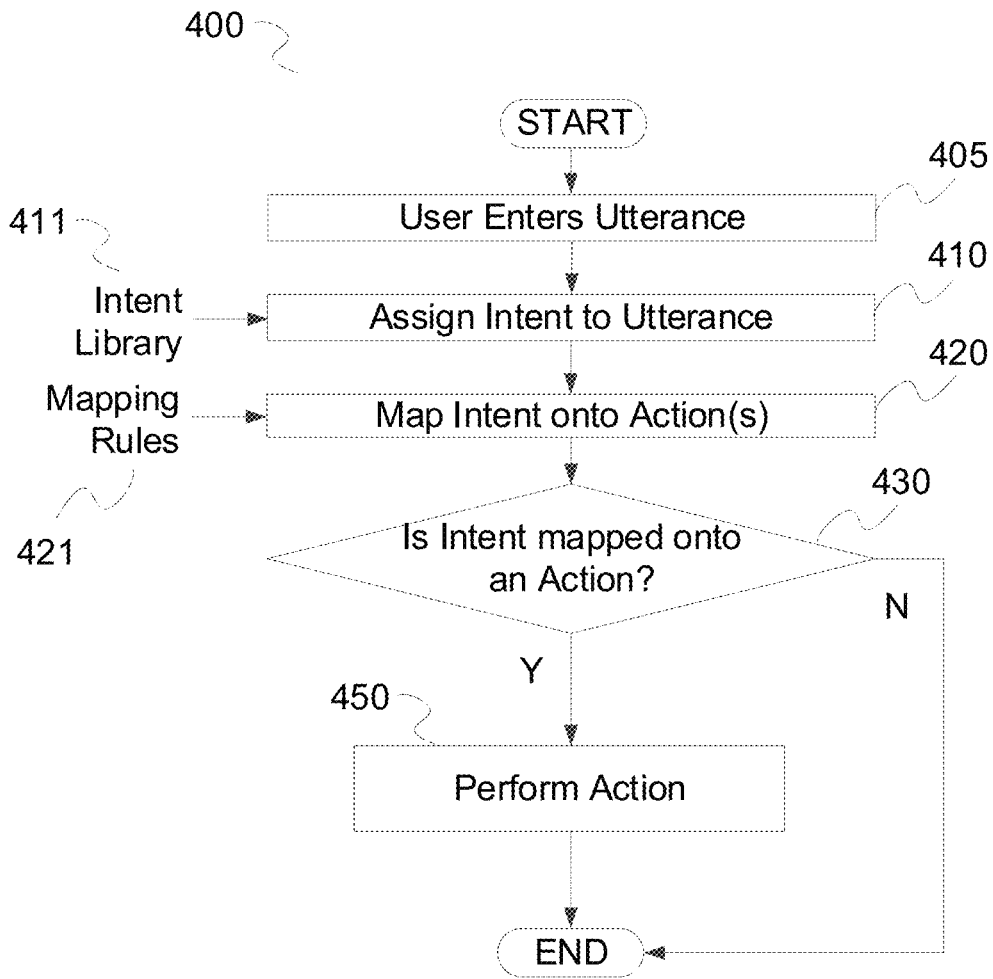 400
START
405
User Enters Utterance
411
410
Intent
Library
Assign Intent to Utterance
420
Mapping
Rules
Map Intent onto Action(s)
421
430
Is Intent mapped onto
an Action?
N
Y
450
Perform Action
END